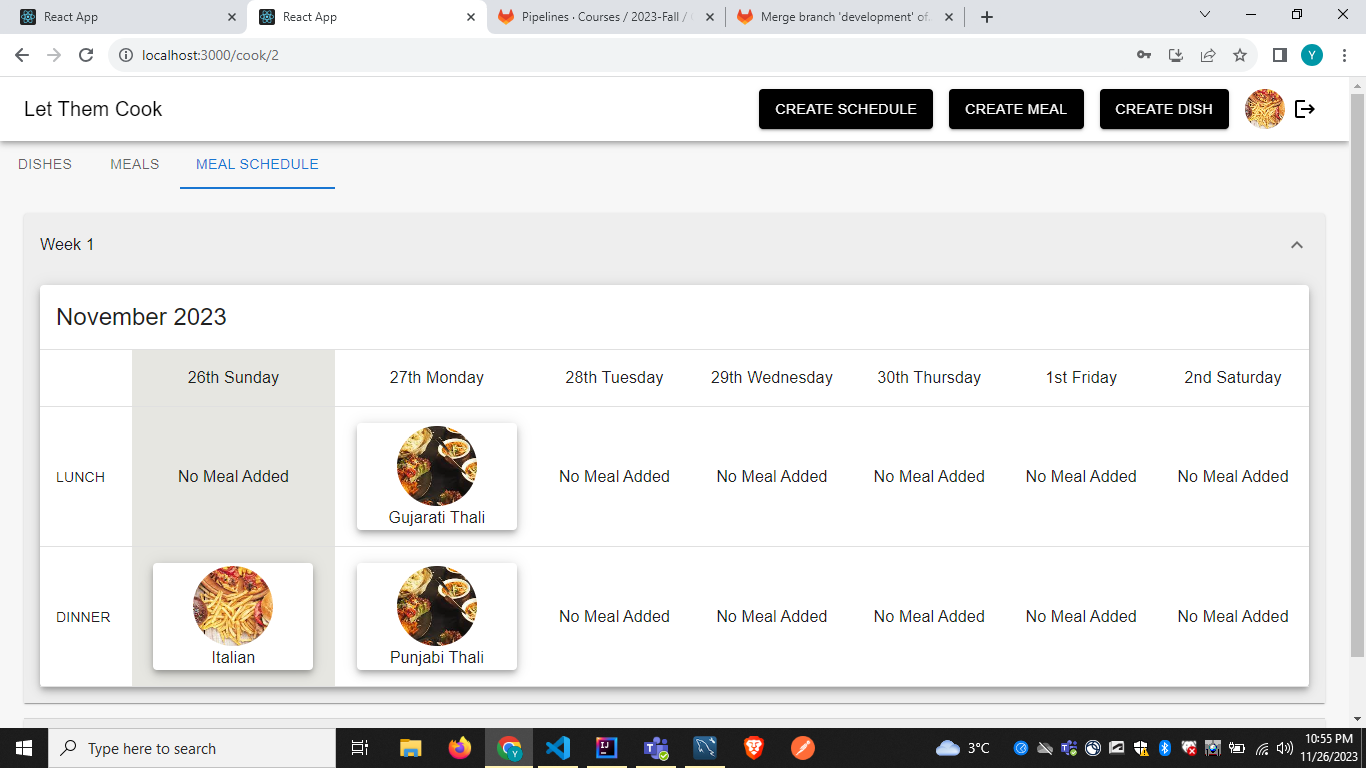 React App
React App
Pipelines · Courses / 2023-Fall /
Merge branch 'development' of
localhost:3000/cook/2
Y
Let Them Cook
CREATE SCHEDULE
CREATE MEAL
CREATE DISH
DISHES
MEALS
MEAL SCHEDULE
Week 1
November 2023
26th Sunday
27th Monday
28th Tuesday
29th Wednesday
30th Thursday
1st Friday
2nd Saturday
LUNCH
No Meal Added
Gujarati Thali
No Meal Added
No Meal Added
No Meal Added
No Meal Added
No Meal Added
DINNER
Italian
Punjabi Thali
No Meal Added
No Meal Added
No Meal Added
No Meal Added
No Meal Added
Type here to search
3°C
10:55 PM
11/26/2023